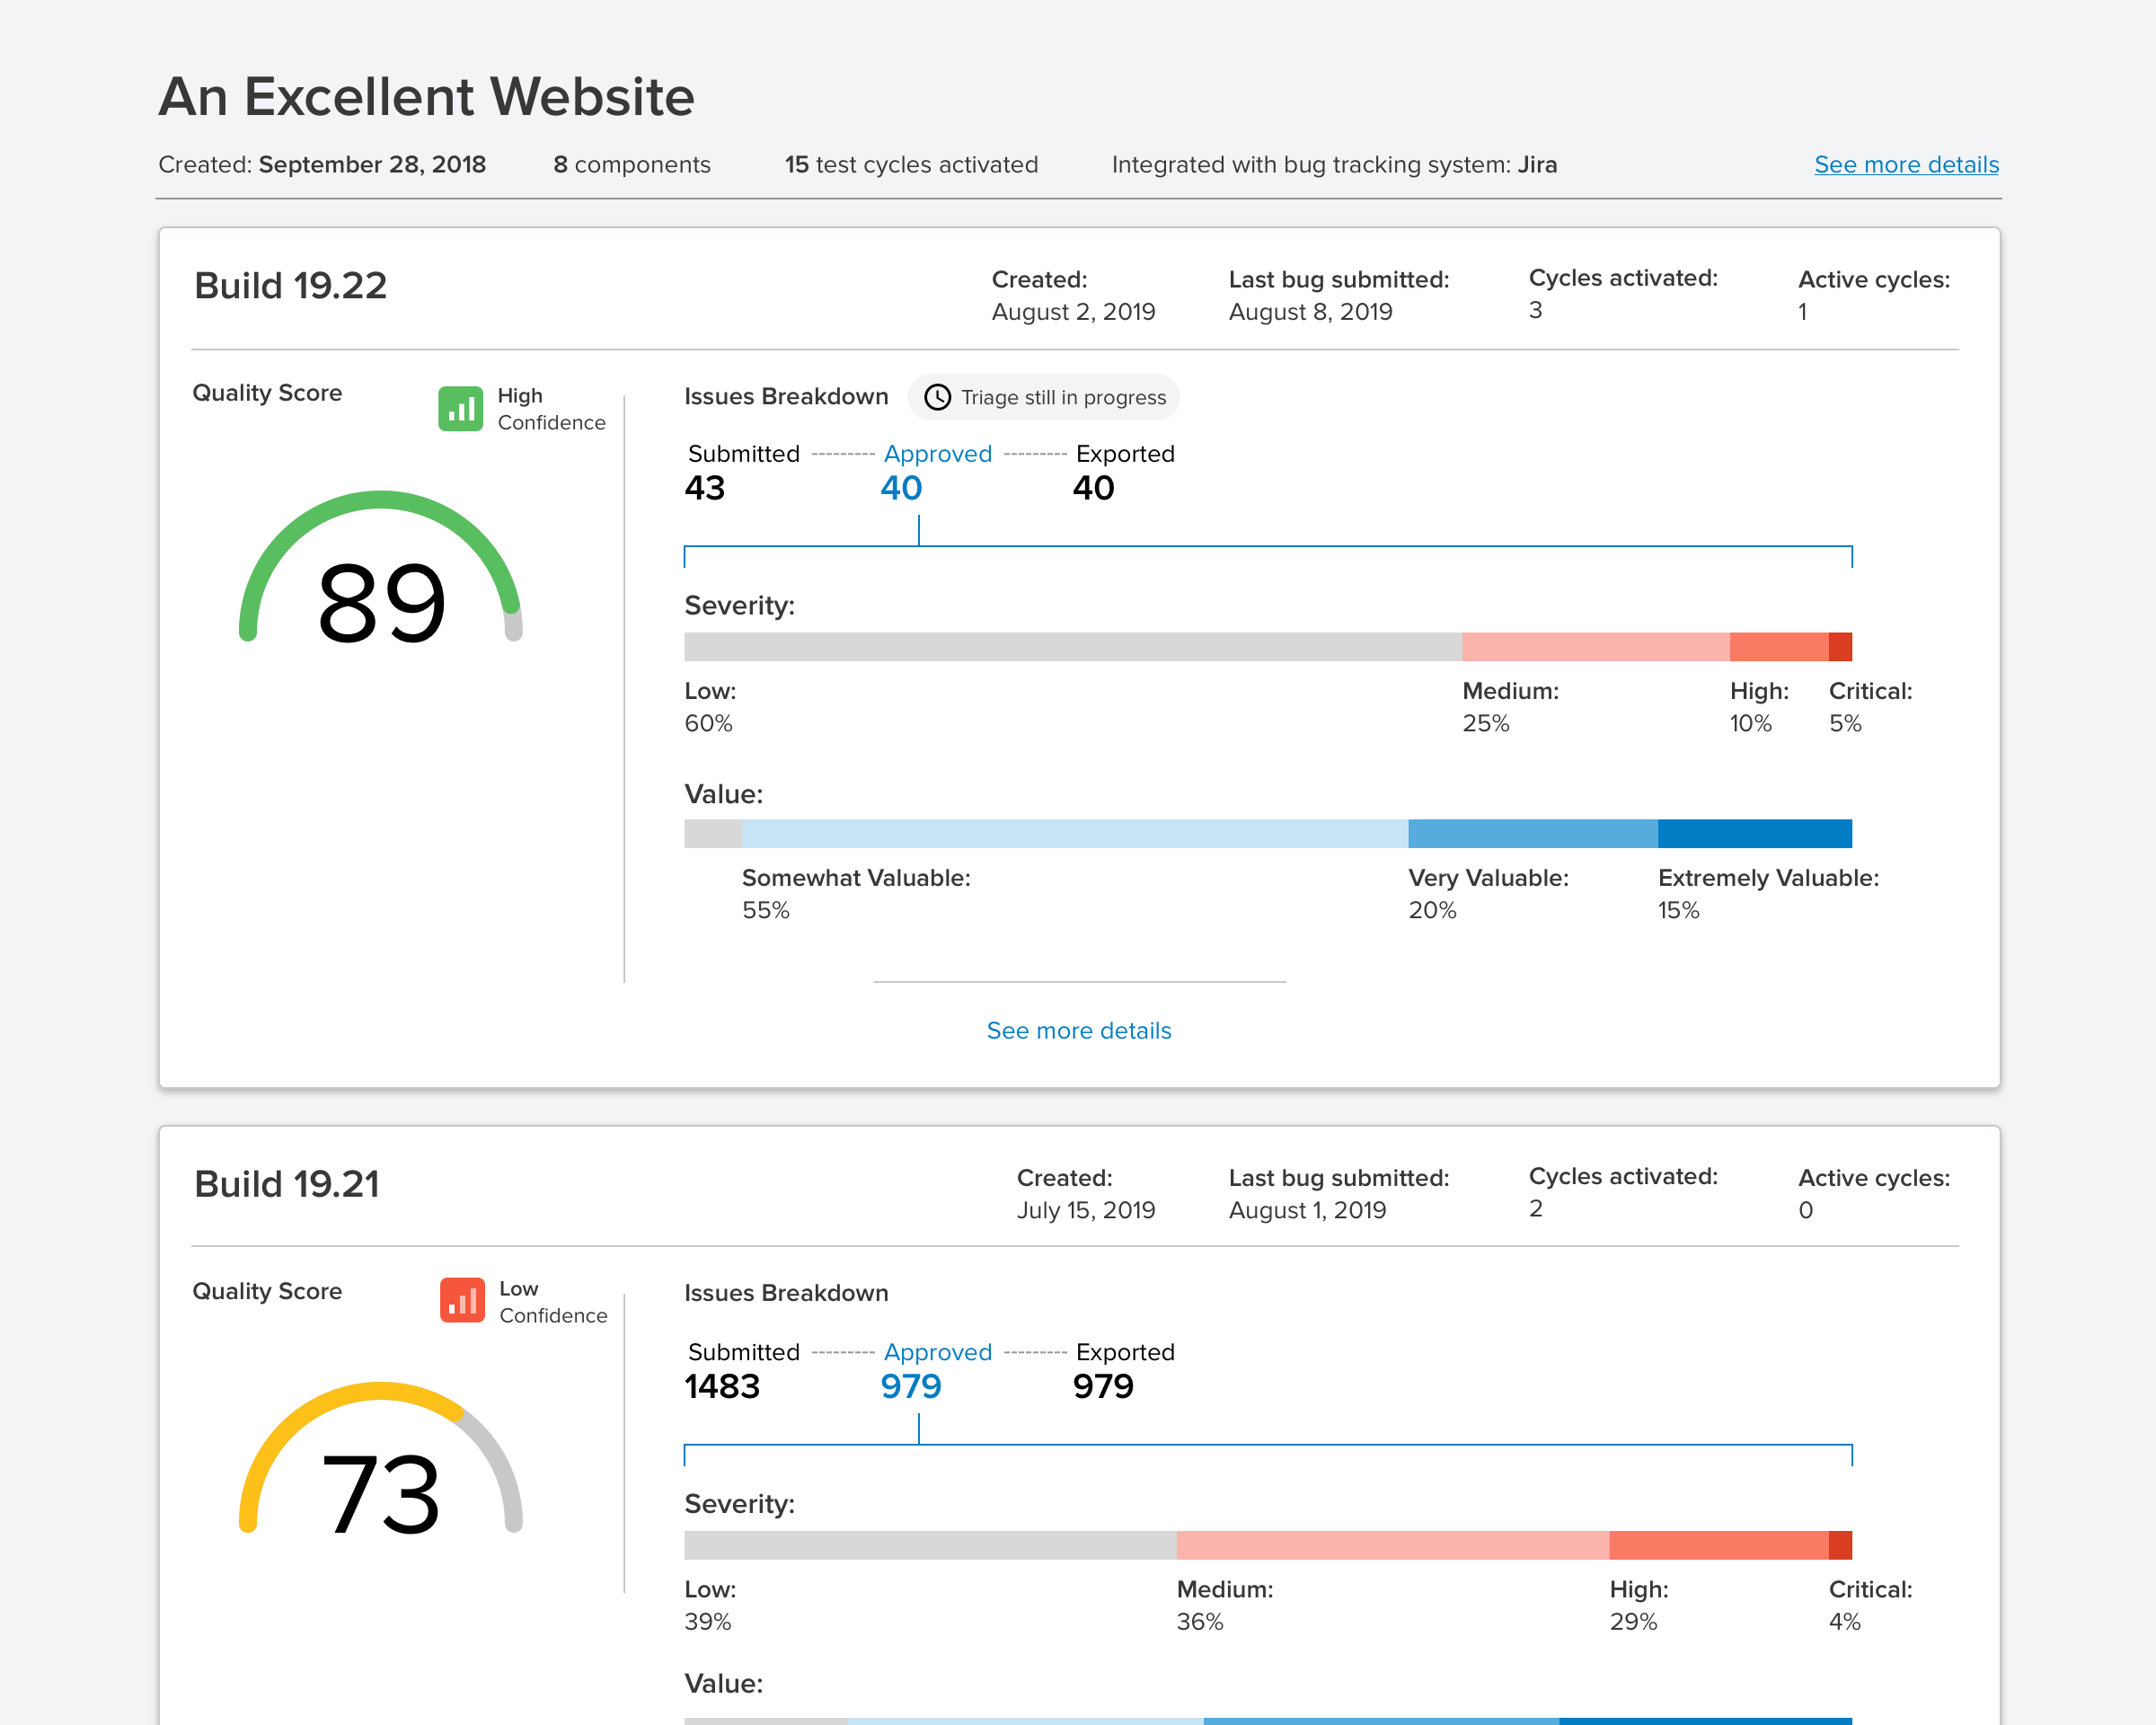 An Excellent Website
Created: September 28, 2018 8 components 15 test cycles activated Integrated with bug tracking system: Jira See more details
Build 19.22
Created: Last bug submitted: Cycles activated: Active cycles:
August 2, 2019 August 8, 2019 3 1
Quality Score
High
Confidence
89
Issues Breakdown Triage still in progress
Submitted Approved Exported
43 40 40
Severity:
Low: Medium: High: Critical:
60% 25% 10% 5%
Value:
Somewhat Valuable: Very Valuable: Extremely Valuable:
55% 20% 15%
See more details
Build 19.21
Created: Last bug submitted: Cycles activated: Active cycles:
July 15, 2019 August 1, 2019 2 0
Quality Score
Low
Confidence
73
Issues Breakdown
Submitted Approved Exported
1483 979 979
Severity:
Low: Medium: High: Critical:
39% 36% 29% 4%
Value: